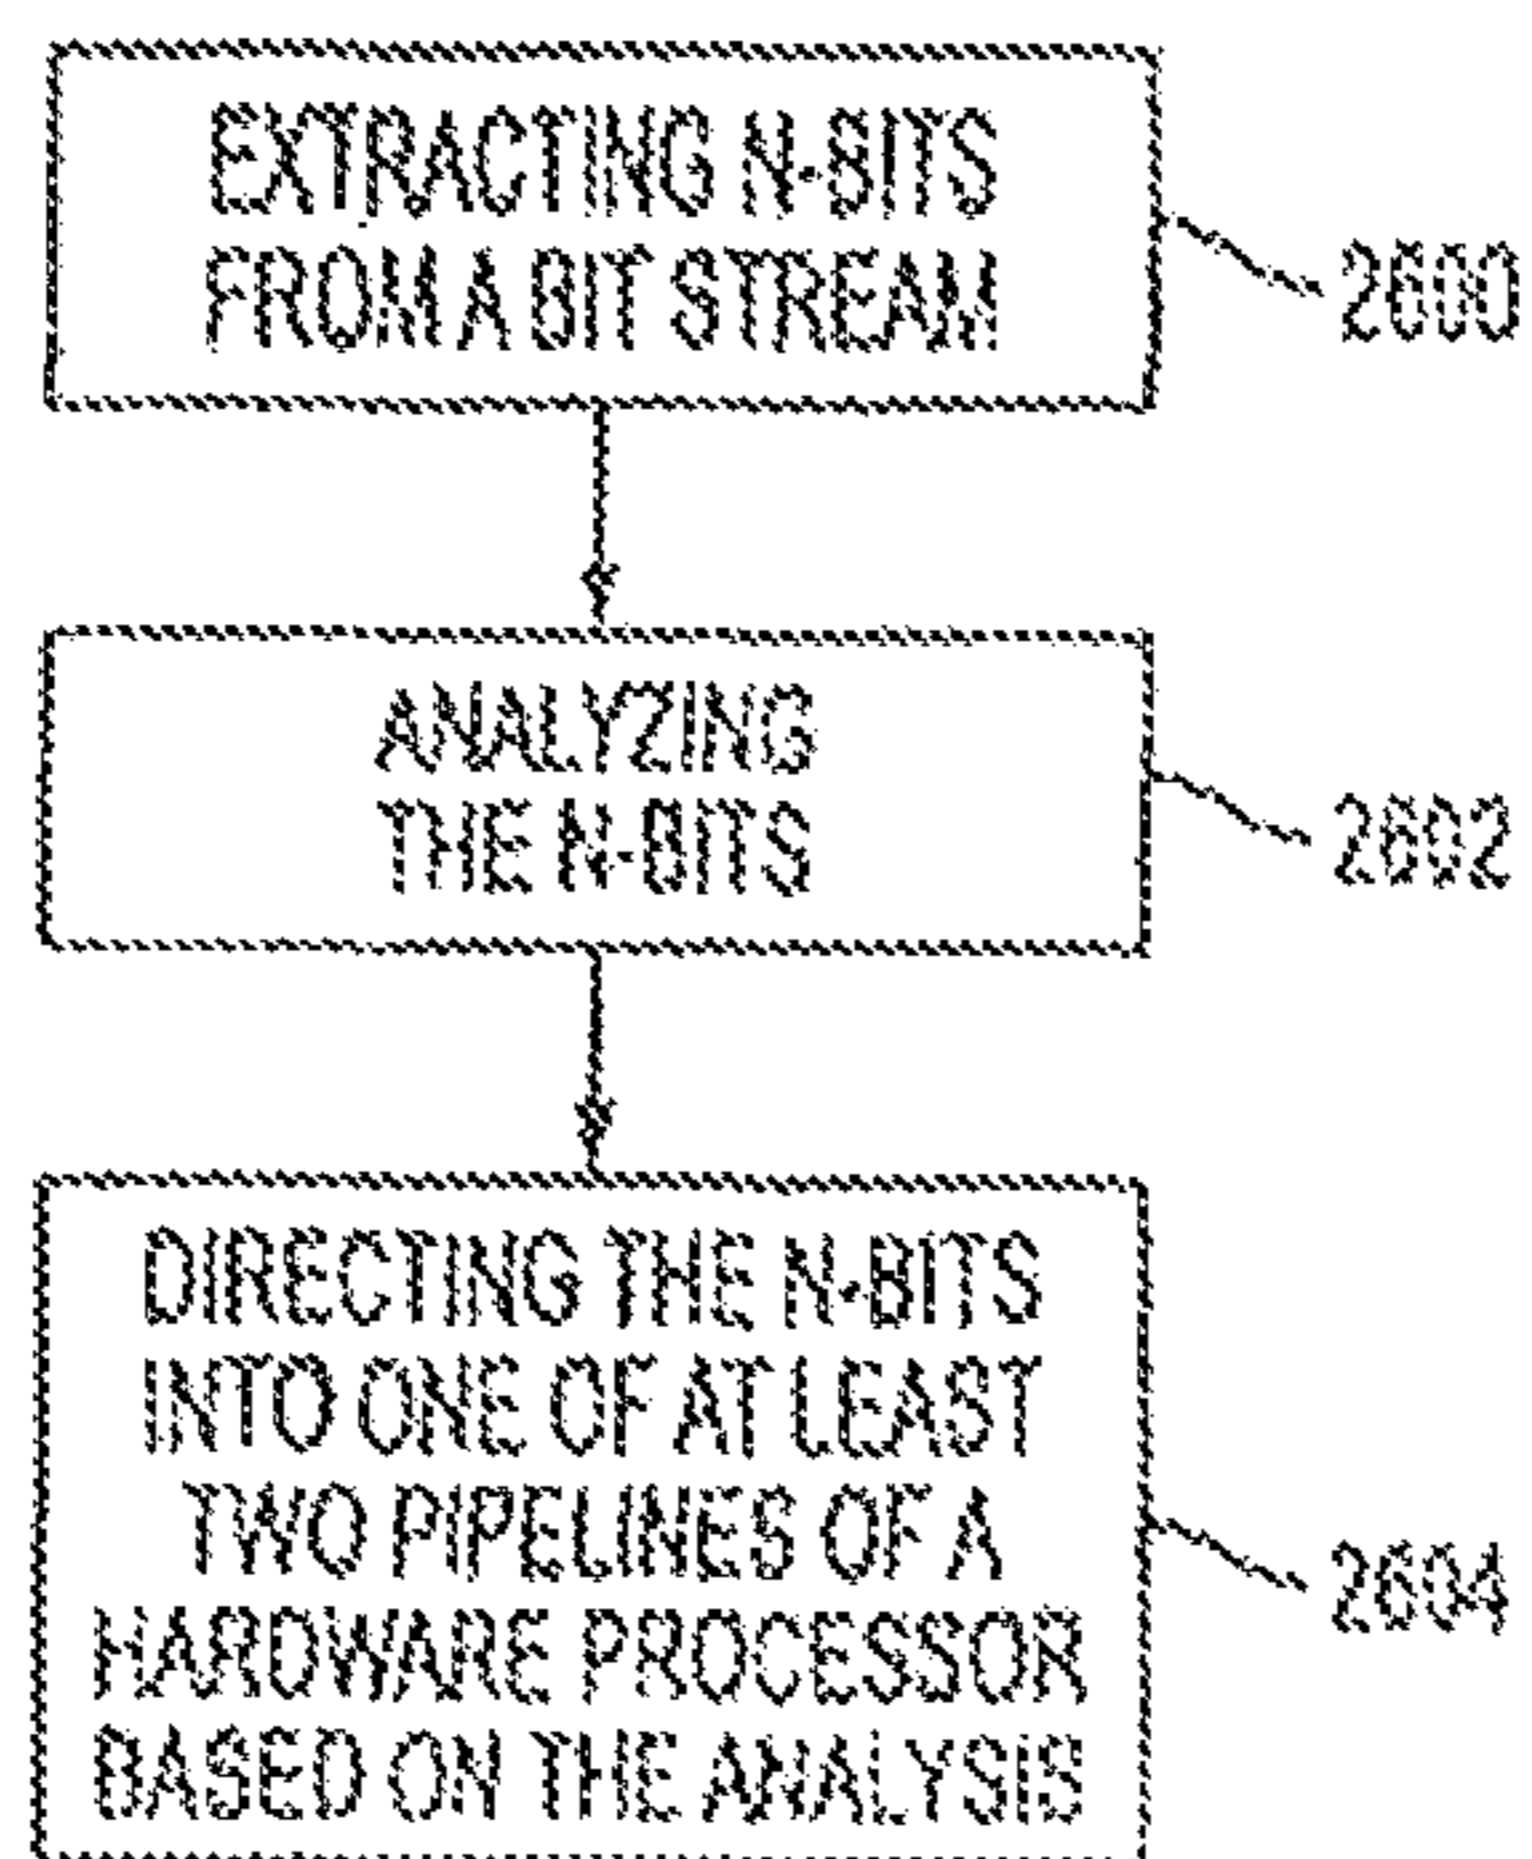 EXTRACTING N-BITS
FROM A BIT STREAM
2600
ANALYZING
THE N-BITS
2602
DIRECTING THE N-BITS
INTO ONE OF AT LEAST
TWO PIPELINES OF A
HARDWARE PROCESSOR
BASED ON THE ANALYSIS
2604